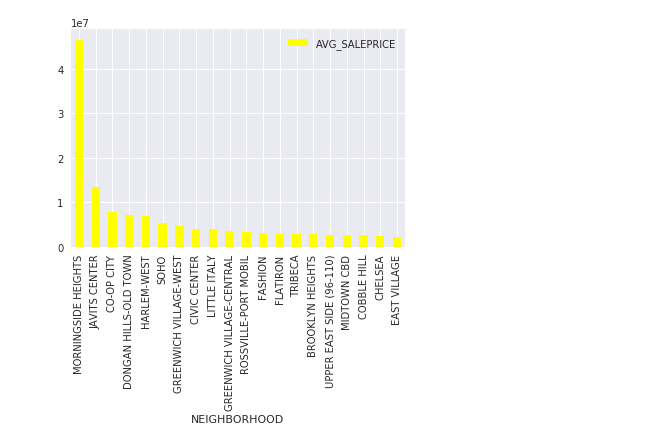 1e7
AVG_SALEPRICE
4
3
2
1
0
MORNINGSIDE HEIGHTS
JAVITS CENTER
CO-OP CITY
DONGAN HILLS-OLD TOWN
HARLEM-WEST
SOHO
GREENWICH VILLAGE-WEST
CIVIC CENTER
LITTLE ITALY
GREENWICH VILLAGE-CENTRAL
ROSSVILLE-PORT MOBIL
FASHION
FLATIRON
TRIBECA
BROOKLYN HEIGHTS
UPPER EAST SIDE (96-110)
MIDTOWN CBD
COBBLE HILL
CHELSEA
EAST VILLAGE
NEIGHBORHOOD